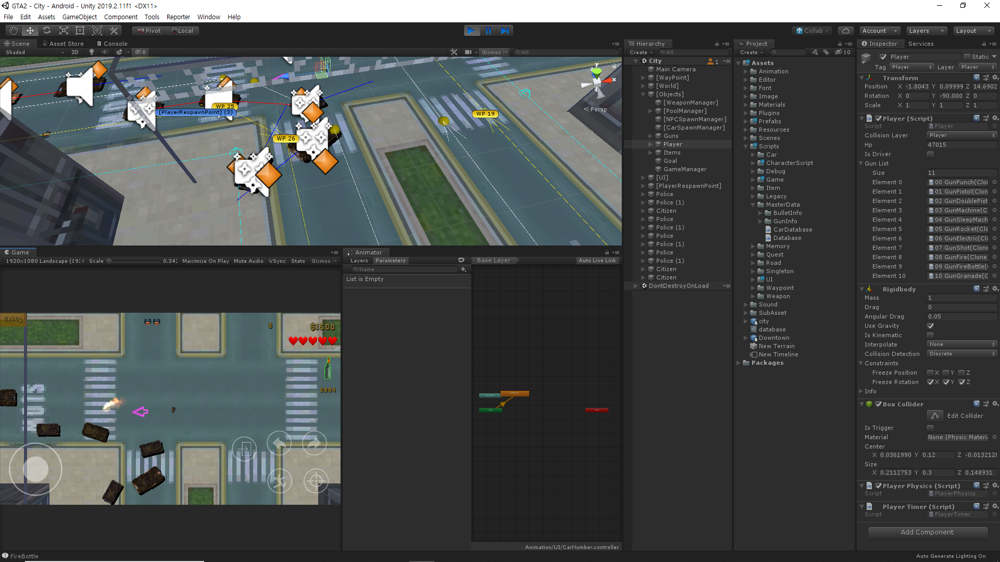 GTA2 - City - Android - Unity 2019.2.11f1 <DX11>
File Edit Assets GameObject Component Tools Reporter Window Help
Pivot Local
Collab Account Layers Layout
Scene Asset Store Console
Shaded 2D 0 Gizmos All
WP 25
[PlayerRespawnPoint] (3)
WP 26
WP 19
y
z
x
Persp
Game
1920x1080 Landscape (19 Scale 0.34 Maximize On Play Mute Audio VSync Stats Gizmos
Debug
3
$1500
2994
Animator
Layers Parameters Base Layer Auto Live Link
Name
List is Empty
Animation/UI/CarNumber.controller
Hierarchy
Create All
City 1
Main Camera
[WayPoint]
[World]
[Objects]
[WeaponManager]
[PoolManager]
[NPCSpawnManager]
[CarSpawnManager]
Guns
Player
Items
Goal
GameManager
[UI]
[PlayerRespawnPoint]
Police
Police (1)
Citizen
Police
Police (1)
Police
Police (1)
Police
Police (1)
Citizen
Citizen
DontDestroyOnLoad
Project
Create 10
Assets
Animation
Editor
Font
Image
Materials
Plugins
Prefabs
Resources
Scenes
Scripts
Car
CharacterScript
Debug
Game
Item
Legacy
MasterData
BulletInfo
GunInfo
CarDatabase
Database
Memory
Quest
Road
Singleton
UI
Waypoint
Weapon
Sound
SubAsset
city
database
Downtown
New Terrain
New Timeline
Packages
Inspector Services
Player Static
Tag Player Layer Player
Transform
Position X -1.8043 Y 0.09999 Z 14.6902
Rotation X 0 Y -90.000 Z 0
Scale X 1 Y 1 Z 1
Player (Script)
Script Player
Collision Layer Player
Hp 47015
Is Driver
Gun List
Size 11
Element 0 00 GunPunch(Clor
Element 1 01 GunPistol(Clon
Element 2 02 GunDoublePist
Element 3 03 GunMachine(C
Element 4 04 GunSleepMach
Element 5 05 GunRocket(Clo
Element 6 06 GunElectric(Clo
Element 7 07 GunShot(Clone
Element 8 08 GunFire(Clone)
Element 9 09 GunFireBottle(
Element 10 10 GunGranade(C
Rigidbody
Mass 1
Drag 0
Angular Drag 0.05
Use Gravity
Is Kinematic
Interpolate None
Collision Detection Discrete
Constraints
Freeze Position X Y Z
Freeze Rotation X Y Z
Info
Box Collider
Edit Collider
Is Trigger
Material None (Physic Materi
Center
X 0.0361990 Y 0.12 Z -0.0132128
Size
X 0.2112753 Y 0.3 Z 0.148931
Player Physics (Script)
Script PlayerPhysics
Player Timer (Script)
Script PlayerTimer
Add Component
FireBottle
Auto Generate Lighting On